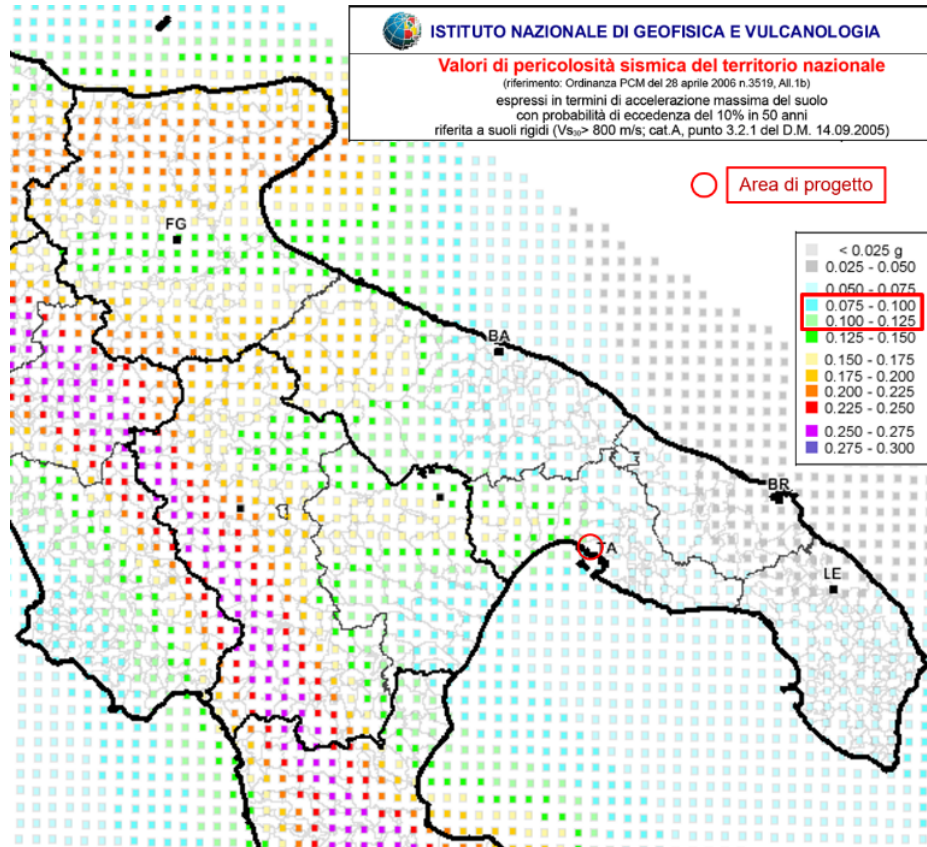 ISTITUTO NAZIONALE DI GEOFISICA E VULCANOLOGIA
Valori di pericolosità sismica del territorio nazionale
(riferimento: Ordinanza PCM del 28 aprile 2006 n.3519, All.1b)
espressi in termini di accelerazione massima del suolo
con probabilità di eccedenza del 10% in 50 anni
riferita a suoli rigidi (Vs₃₀> 800 m/s; cat.A, punto 3.2.1 del D.M. 14.09.2005)
Area di progetto
FG
< 0.025 g
0.025 - 0.050
0.050 - 0.075
0.075 - 0.100
0.100 - 0.125
0.125 - 0.150
0.150 - 0.175
0.175 - 0.200
0.200 - 0.225
0.225 - 0.250
0.250 - 0.275
0.275 - 0.300
BA
BR
TA
LE